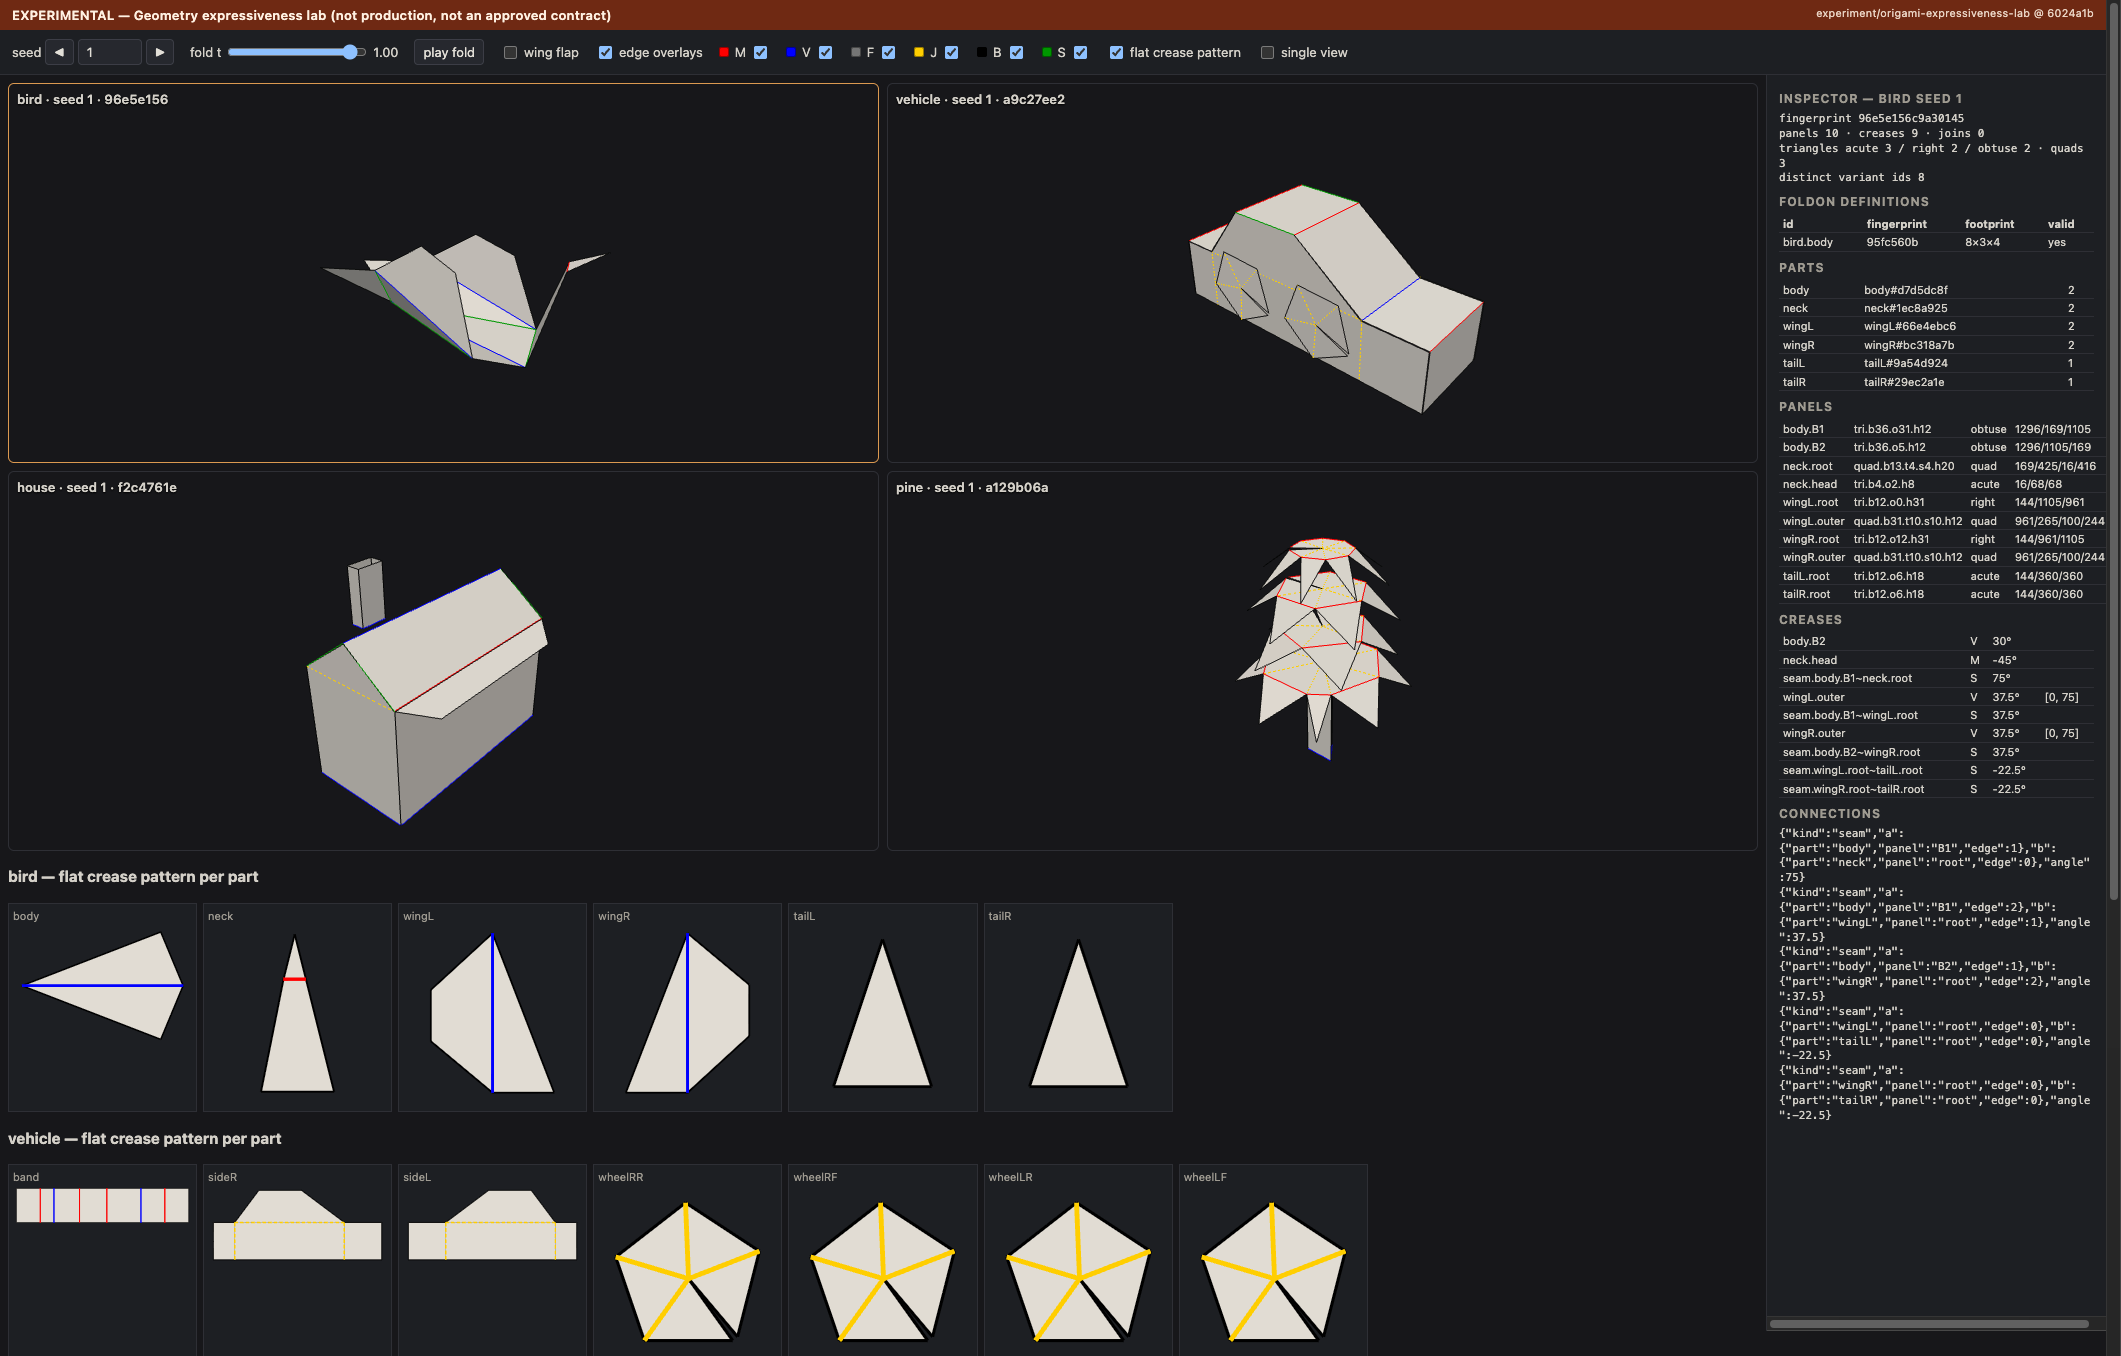 EXPERIMENTAL — Geometry expressiveness lab (not production, not an approved contract)
experiment/origami-expressiveness-lab @ 6024a1b
seed ◀ 1 ▶ fold t 1.00 play fold wing flap edge overlays M V F J B S flat crease pattern single view
bird · seed 1 · 96e5e156
vehicle · seed 1 · a9c27ee2
house · seed 1 · f2c4761e
pine · seed 1 · a129b06a
bird — flat crease pattern per part
body
neck
wingL
wingR
tailL
tailR
vehicle — flat crease pattern per part
band
sideR
sideL
wheelRR
wheelRF
wheelLR
wheelLF
INSPECTOR — BIRD SEED 1
fingerprint 96e5e156c9a30145
panels 10 · creases 9 · joins 0
triangles acute 3 / right 2 / obtuse 2 · quads
3
distinct variant ids 8
FOLDON DEFINITIONS
id fingerprint footprint valid
bird.body 95fc560b 8×3×4 yes
PARTS
body body#d7d5dc8f 2
neck neck#1ec8a925 2
wingL wingL#66e4ebc6 2
wingR wingR#bc318a7b 2
tailL tailL#9a54d924 1
tailR tailR#29ec2a1e 1
PANELS
body.B1 tri.b36.o31.h12 obtuse 1296/169/1105
body.B2 tri.b36.o5.h12 obtuse 1296/1105/169
neck.root quad.b13.t4.s4.h20 quad 169/425/16/416
neck.head tri.b4.o2.h8 acute 16/68/68
wingL.root tri.b12.o0.h31 right 144/1105/961
wingL.outer quad.b31.t10.s10.h12 quad 961/265/100/244
wingR.root tri.b12.o12.h31 right 144/961/1105
wingR.outer quad.b31.t10.s10.h12 quad 961/265/100/244
tailL.root tri.b12.o6.h18 acute 144/360/360
tailR.root tri.b12.o6.h18 acute 144/360/360
CREASES
body.B2 V 30°
neck.head M -45°
seam.body.B1~neck.root S 75°
wingL.outer V 37.5° [0, 75]
seam.body.B1~wingL.root S 37.5°
wingR.outer V 37.5° [0, 75]
seam.body.B2~wingR.root S 37.5°
seam.wingL.root~tailL.root S -22.5°
seam.wingR.root~tailR.root S -22.5°
CONNECTIONS
{"kind":"seam","a":
{"part":"body","panel":"B1","edge":1},"b":
{"part":"neck","panel":"root","edge":0},"angle"
:75}
{"kind":"seam","a":
{"part":"body","panel":"B1","edge":2},"b":
{"part":"wingL","panel":"root","edge":1},"angle
":37.5}
{"kind":"seam","a":
{"part":"body","panel":"B2","edge":1},"b":
{"part":"wingR","panel":"root","edge":2},"angle
":37.5}
{"kind":"seam","a":
{"part":"wingL","panel":"root","edge":0},"b":
{"part":"tailL","panel":"root","edge":0},"angle
":-22.5}
{"kind":"seam","a":
{"part":"wingR","panel":"root","edge":0},"b":
{"part":"tailR","panel":"root","edge":0},"angle
":-22.5}